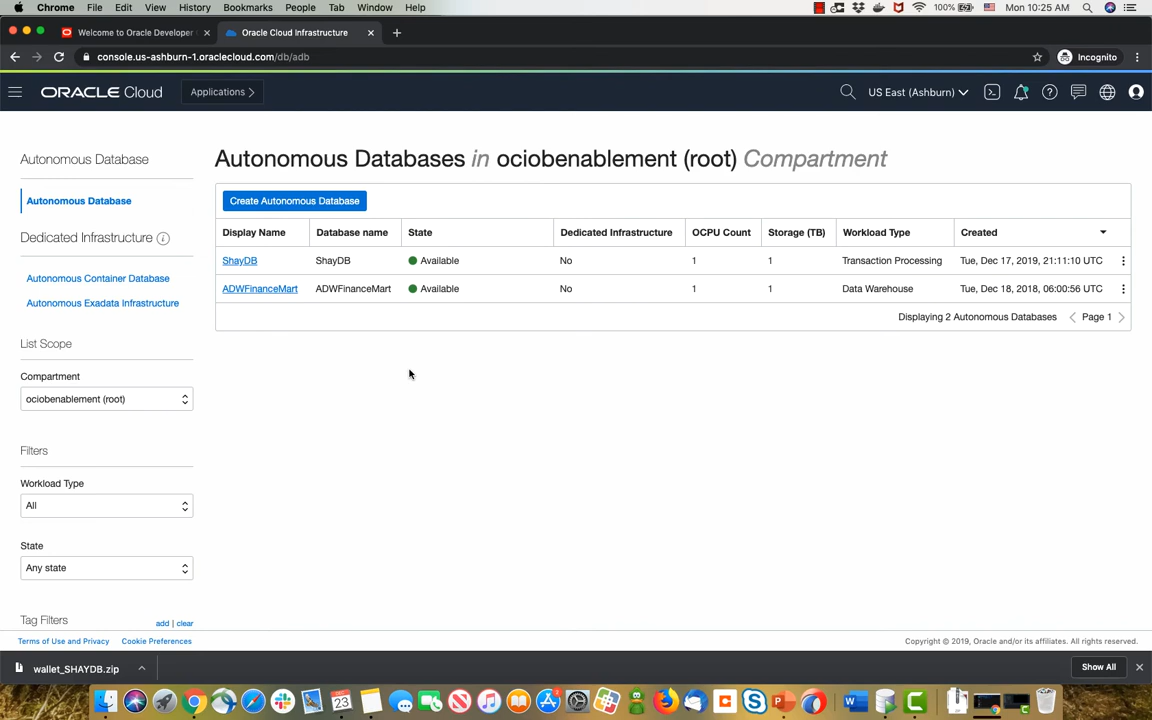 Chrome File Edit View History Bookmarks People Tab Window Help 100% Mon 10:25 AM
Welcome to Oracle Developer × Oracle Cloud Infrastructure × +
console.us-ashburn-1.oraclecloud.com/db/adb Incognito
ORACLE Cloud Applications US East (Ashburn)
Autonomous Database
Autonomous Database
Dedicated Infrastructure
Autonomous Container Database
Autonomous Exadata Infrastructure
List Scope
Compartment
ociobenablement (root)
Filters
Workload Type
All
State
Any state
Tag Filters add | clear
Autonomous Databases in ociobenablement (root) Compartment
Create Autonomous Database
Display Name Database name State Dedicated Infrastructure OCPU Count Storage (TB) Workload Type Created
ShayDB ShayDB Available No 1 1 Transaction Processing Tue, Dec 17, 2019, 21:11:10 UTC
ADWFinanceMart ADWFinanceMart Available No 1 1 Data Warehouse Tue, Dec 18, 2018, 06:00:56 UTC
Displaying 2 Autonomous Databases < Page 1 >
Terms of Use and Privacy Cookie Preferences Copyright © 2019, Oracle and/or its affiliates. All rights reserved.
wallet_SHAYDB.zip Show All